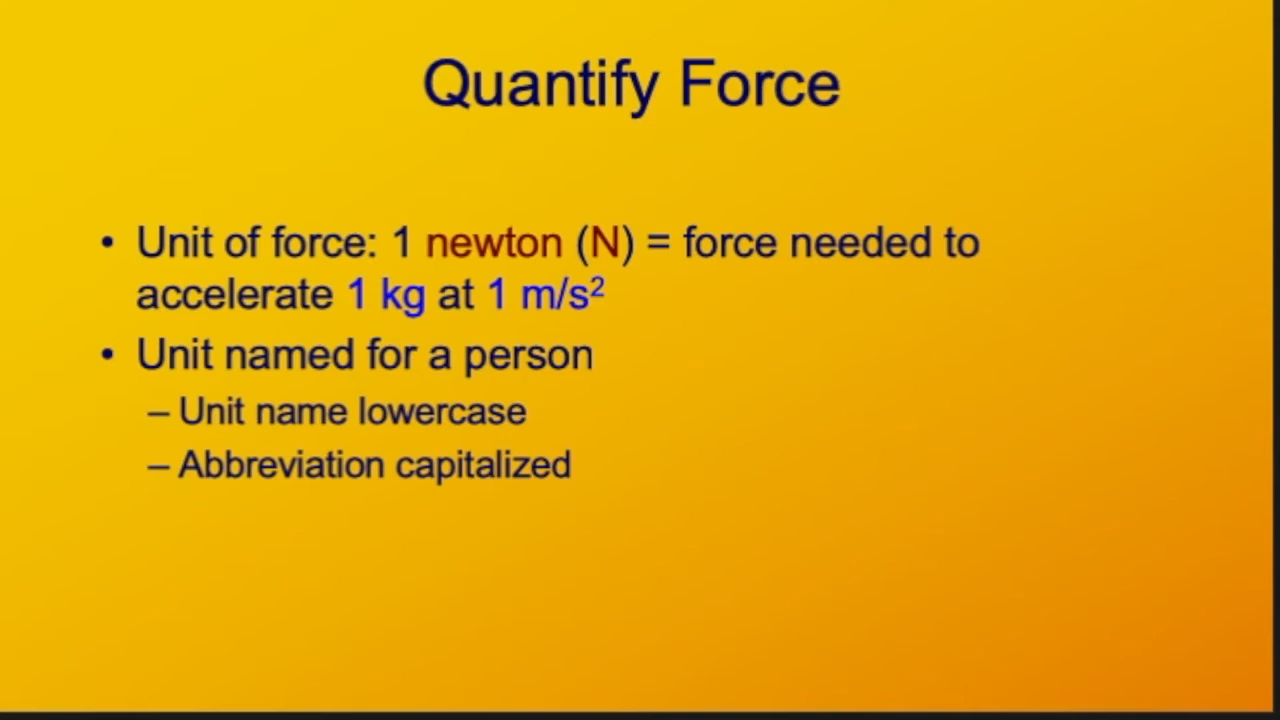 Quantify Force
• Unit of force: 1 newton (N) = force needed to
accelerate 1 kg at 1 m/s²
• Unit named for a person
– Unit name lowercase
– Abbreviation capitalized